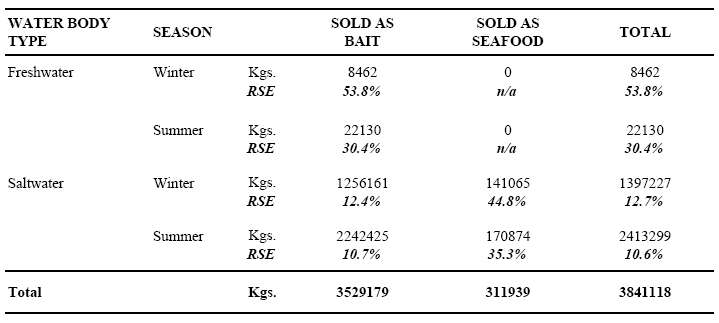 WATER BODY TYPE SEASON SOLD AS BAIT SOLD AS SEAFOOD TOTAL
Freshwater Winter Kgs. 8462 0 8462
RSE 53.8% n/a 53.8%
Summer Kgs. 22130 0 22130
RSE 30.4% n/a 30.4%
Saltwater Winter Kgs. 1256161 141065 1397227
RSE 12.4% 44.8% 12.7%
Summer Kgs. 2242425 170874 2413299
RSE 10.7% 35.3% 10.6%
Total Kgs. 3529179 311939 3841118